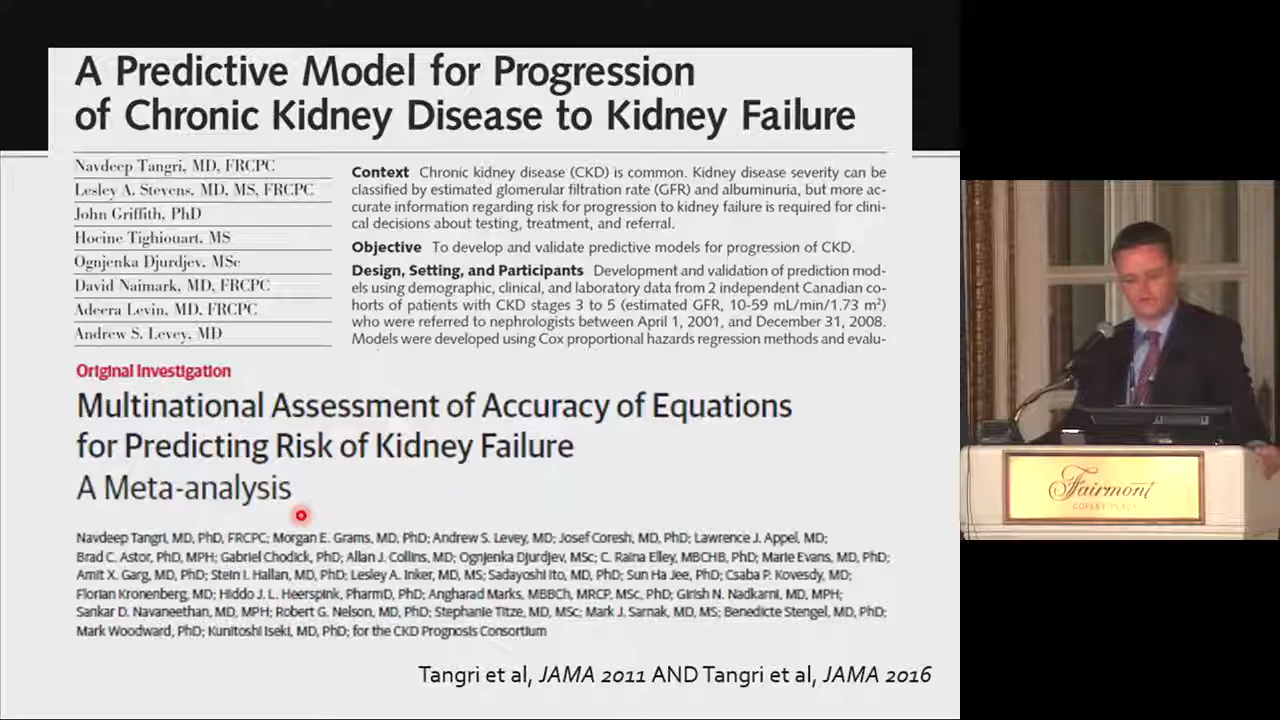 A Predictive Model for Progression
of Chronic Kidney Disease to Kidney Failure
Navdeep Tangri, MD, FRCPC
Lesley A. Stevens, MD, MS, FRCPC
John Griffith, PhD
Hocine Tighiouart, MS
Ognjenka Djurdjev, MSc
David Naimark, MD, FRCPC
Adeera Levin, MD, FRCPC
Andrew S. Levey, MD
Context Chronic kidney disease (CKD) is common. Kidney disease severity can be
classified by estimated glomerular filtration rate (GFR) and albuminuria, but more ac-
curate information regarding risk for progression to kidney failure is required for clini-
cal decisions about testing, treatment, and referral.
Objective To develop and validate predictive models for progression of CKD.
Design, Setting, and Participants Development and validation of prediction mod-
els using demographic, clinical, and laboratory data from 2 independent Canadian co-
horts of patients with CKD stages 3 to 5 (estimated GFR, 10-59 mL/min/1.73 m²)
who were referred to nephrologists between April 1, 2001, and December 31, 2008.
Models were developed using Cox proportional hazards regression methods and evalu-
Original Investigation
Multinational Assessment of Accuracy of Equations
for Predicting Risk of Kidney Failure
A Meta-analysis
Navdeep Tangri, MD, PhD, FRCPC; Morgan E. Grams, MD, PhD; Andrew S. Levey, MD; Josef Coresh, MD, PhD; Lawrence J. Appel, MD;
Brad C. Astor, PhD, MPH; Gabriel Chodick, PhD; Allan J. Collins, MD; Ognjenka Djurdjev, MSc; C. Raina Elley, MBCHB, PhD; Marie Evans, MD, PhD;
Amit X. Garg, MD, PhD; Stein I. Hallan, MD, PhD; Lesley A. Inker, MD, MS; Sadayoshi Ito, MD, PhD; Sun Ha Jee, PhD; Csaba P. Kovesdy, MD;
Florian Kronenberg, MD; Hiddo J. L. Heerspink, PharmD, PhD; Angharad Marks, MBBCh, MRCP, MSc, PhD; Girish N. Nadkarni, MD, MPH;
Sankar D. Navaneethan, MD, MPH; Robert G. Nelson, MD, PhD; Stephanie Titze, MD, MSc; Mark J. Sarnak, MD, MS; Benedicte Stengel, MD, PhD;
Mark Woodward, PhD; Kunitoshi Iseki, MD, PhD; for the CKD Prognosis Consortium
Tangri et al, JAMA 2011 AND Tangri et al, JAMA 2016
Fairmont
COPLEY PLAZA